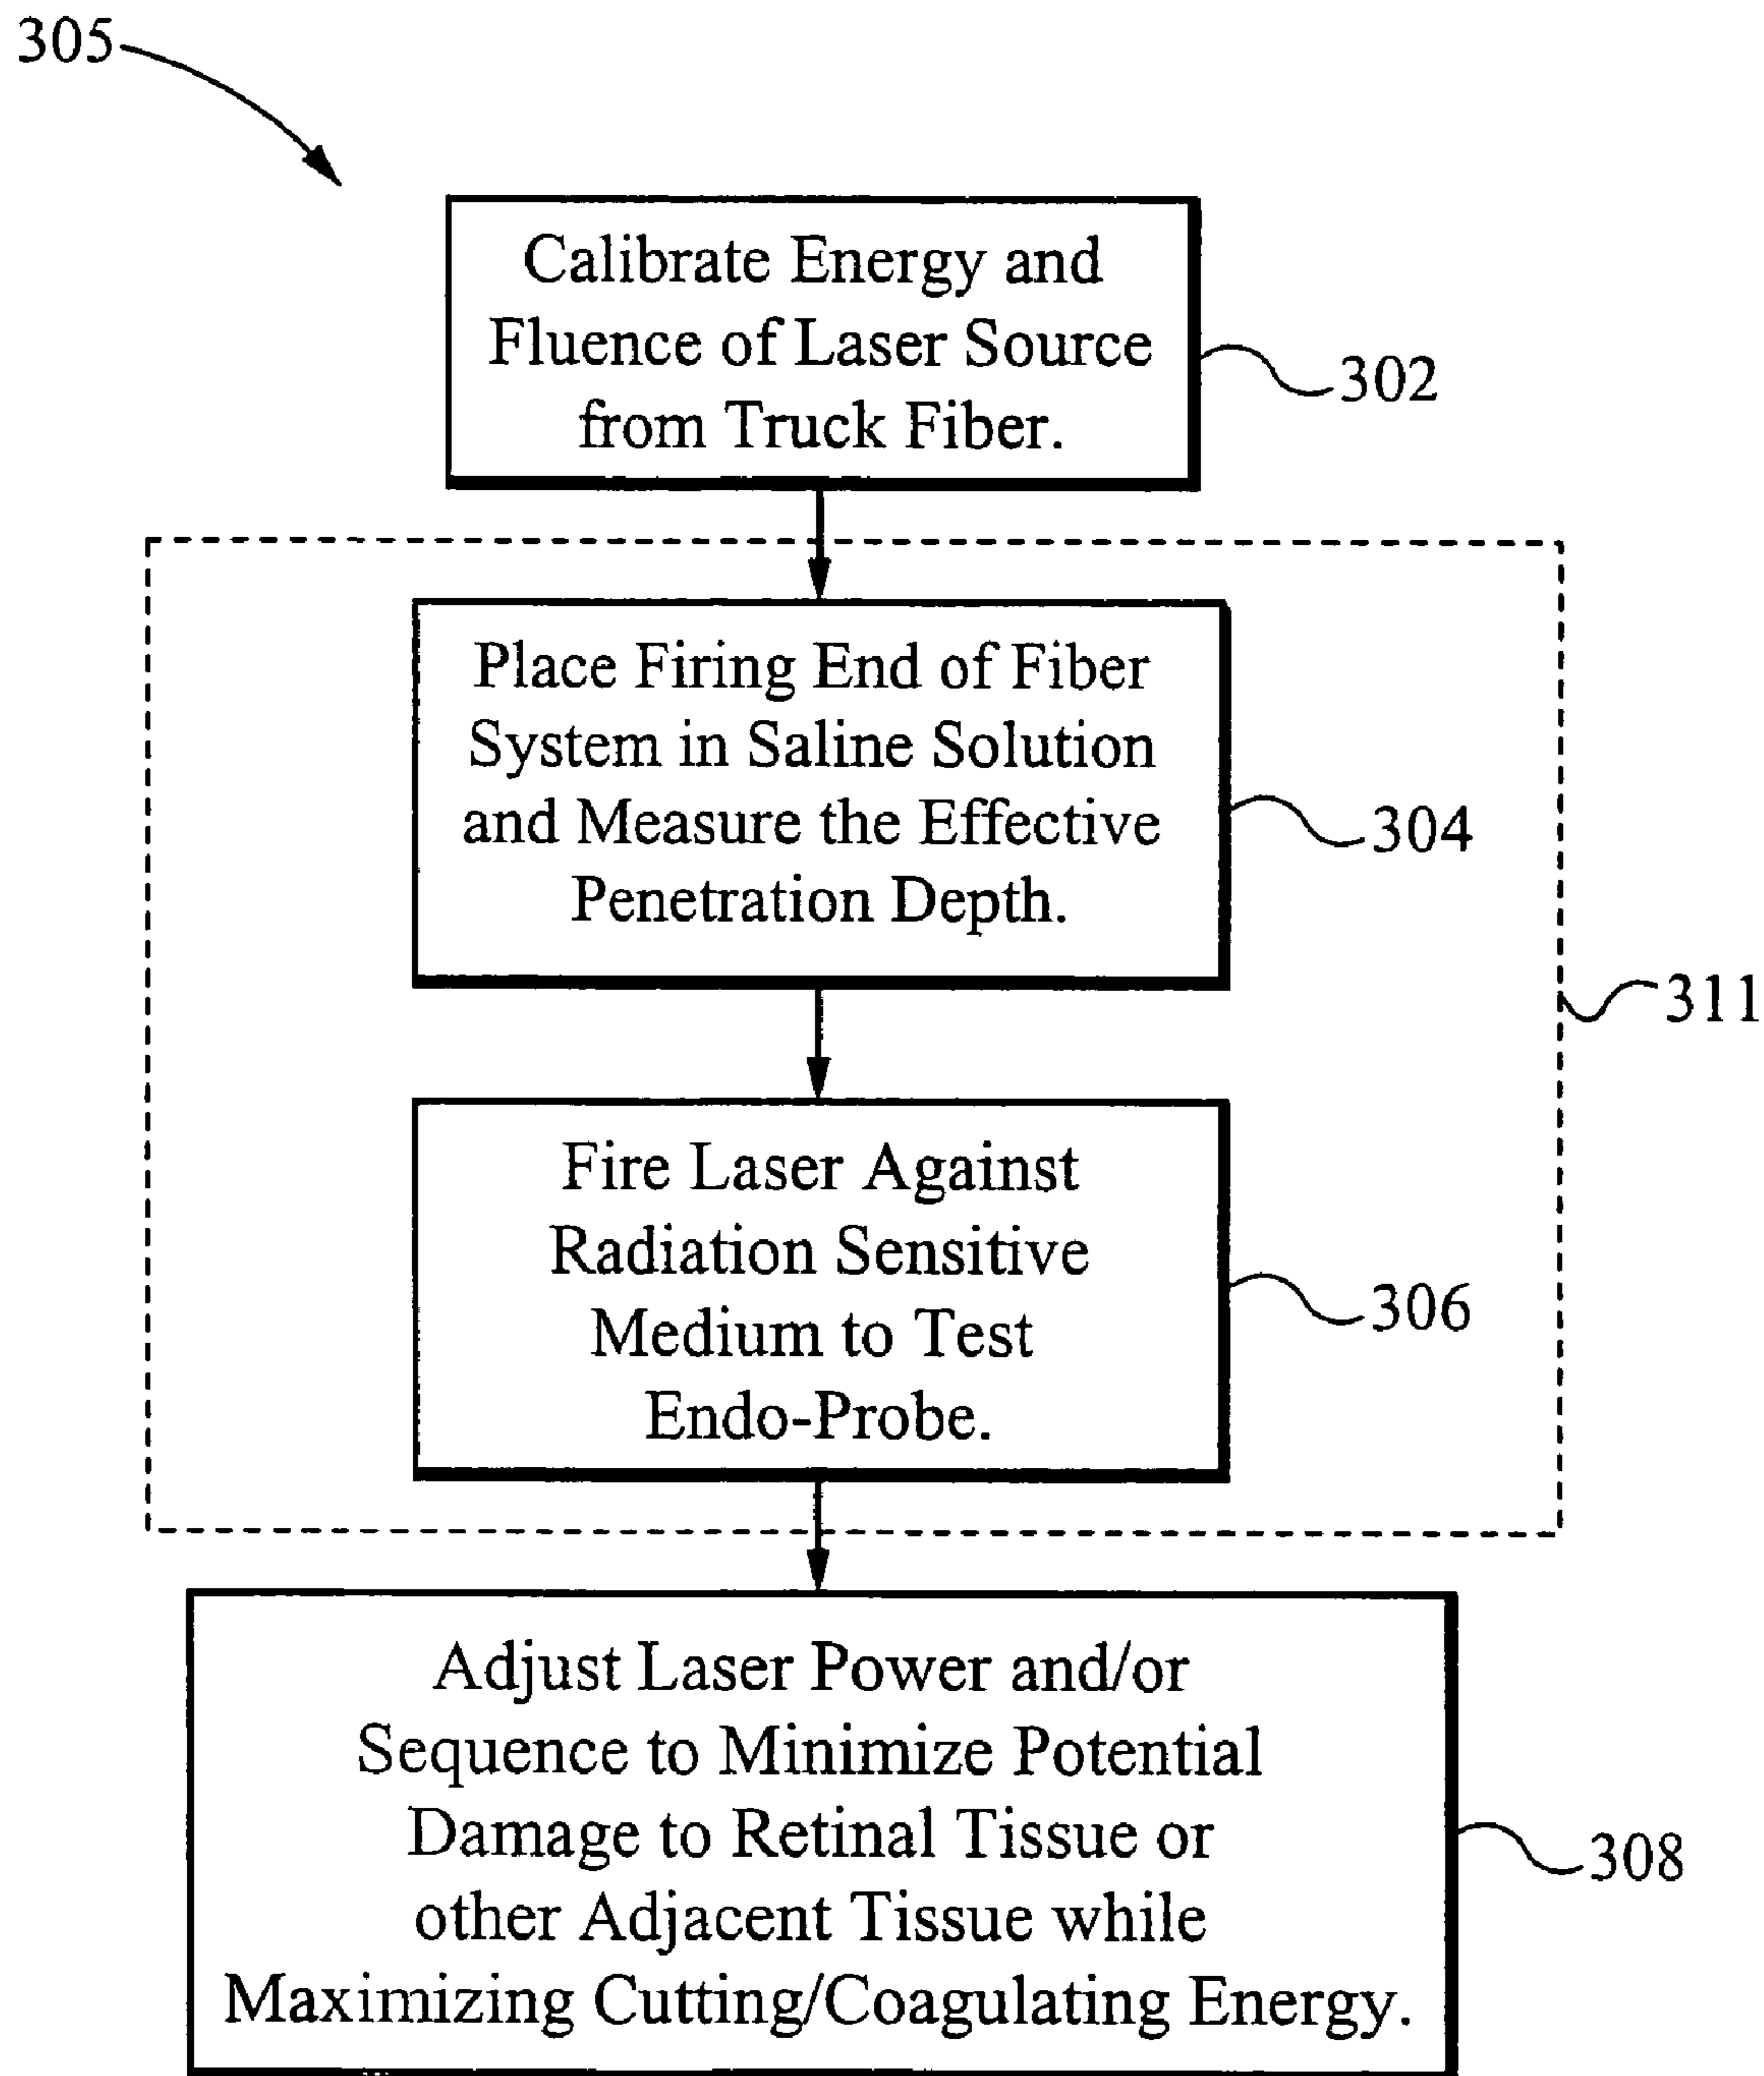 305
Calibrate Energy and
Fluence of Laser Source
from Truck Fiber.
302
Place Firing End of Fiber
System in Saline Solution
and Measure the Effective
Penetration Depth.
304
311
Fire Laser Against
Radiation Sensitive
Medium to Test
Endo-Probe.
306
Adjust Laser Power and/or
Sequence to Minimize Potential
Damage to Retinal Tissue or
other Adjacent Tissue while
Maximizing Cutting/Coagulating Energy.
308